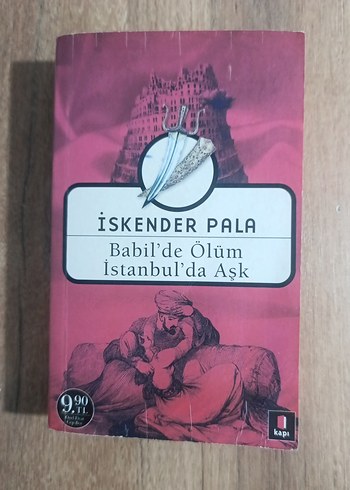 İSKENDER PALA
Babil'de Ölüm
İstanbul'da Aşk
9.90
TL
kapı